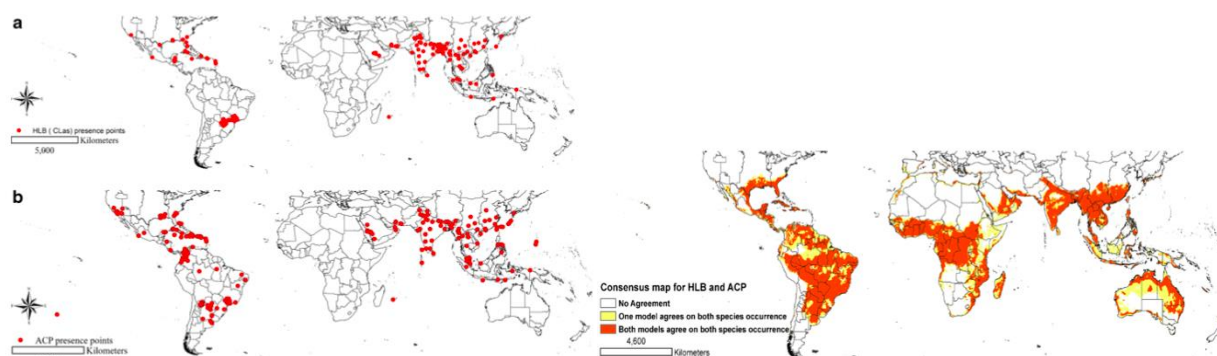 a
HLB ( CLas) presence points
Kilometers
5,000
b
ACP presence points
Kilometers
Consensus map for HLB and ACP
No Agreement
One model agrees on both species occurrence
Both models agree on both species occurrence
4,600
Kilometers